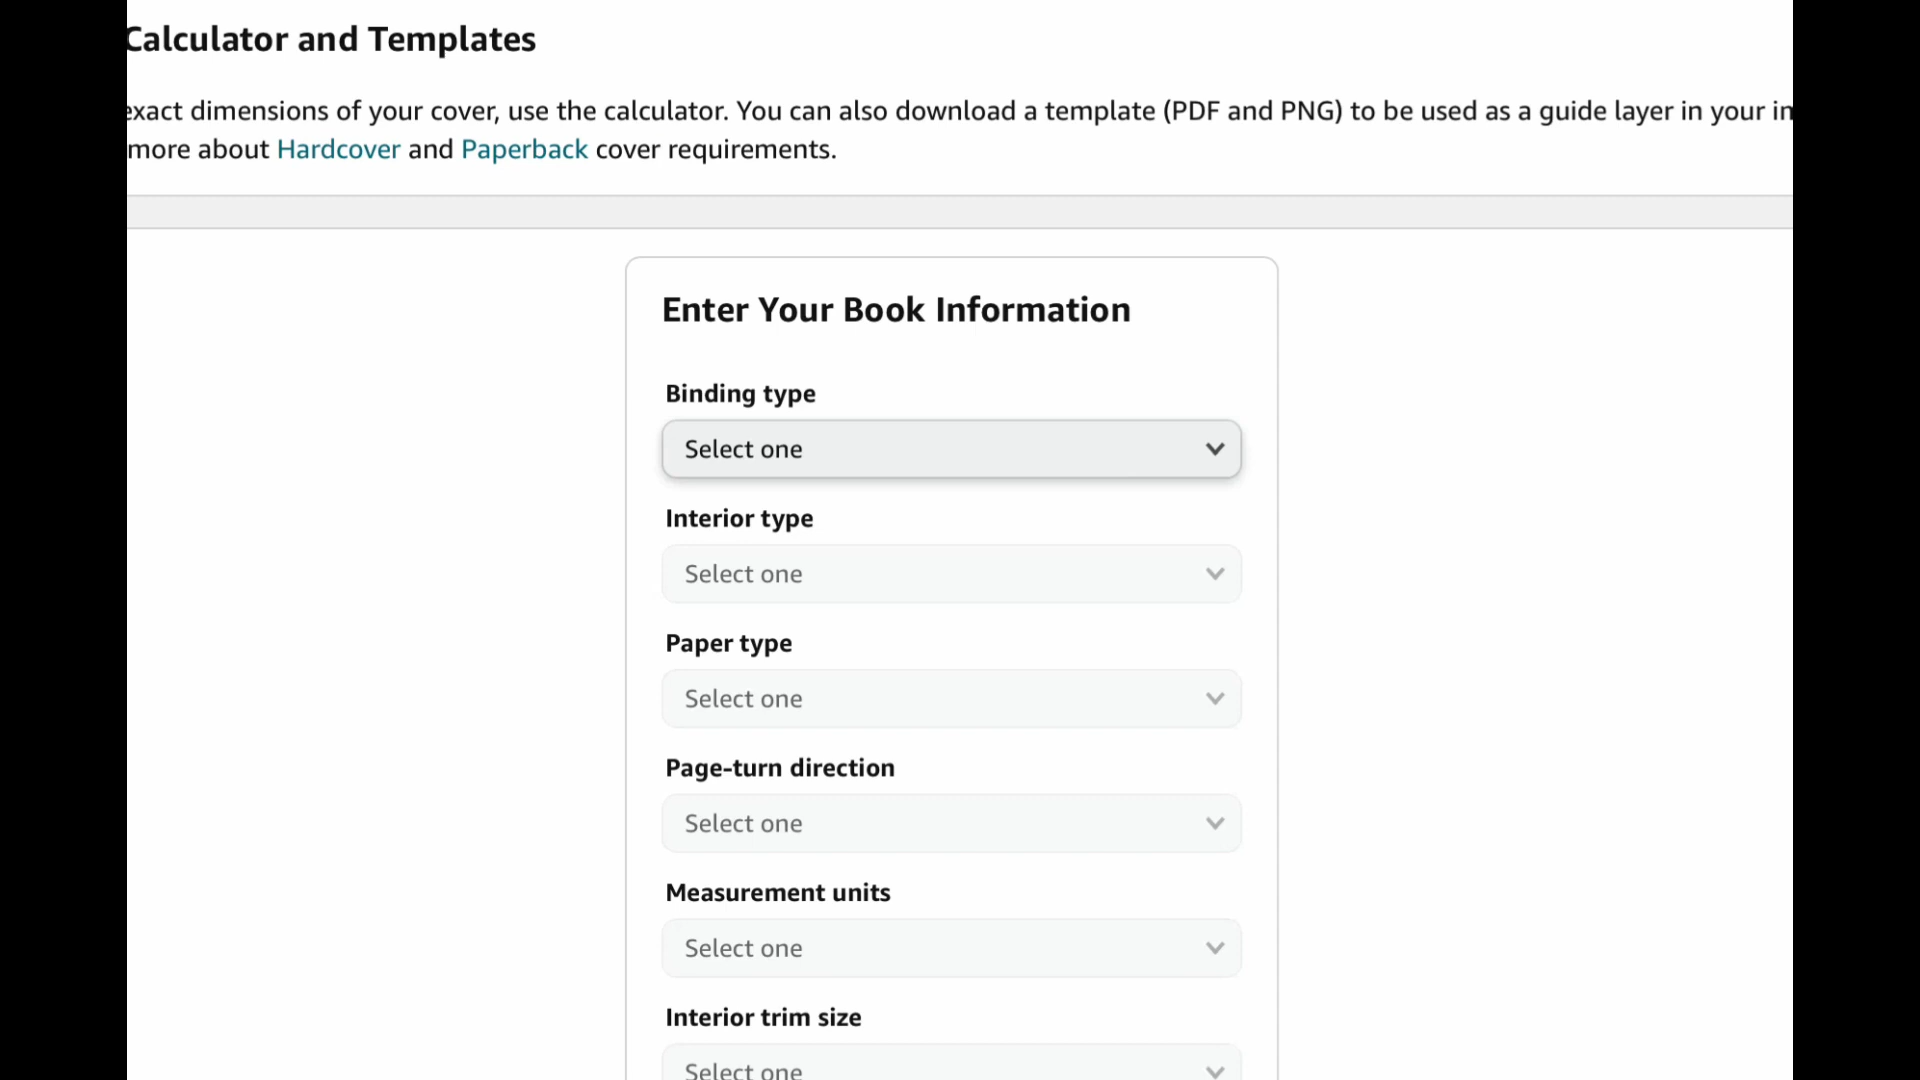 Calculator and Templates
exact dimensions of your cover, use the calculator. You can also download a template (PDF and PNG) to be used as a guide layer in your
more about Hardcover and Paperback cover requirements.
Enter Your Book Information
Binding type
Select one
Interior type
Select one
Paper type
Select one
Page-turn direction
Select one
Measurement units
Select one
Interior trim size
Select one